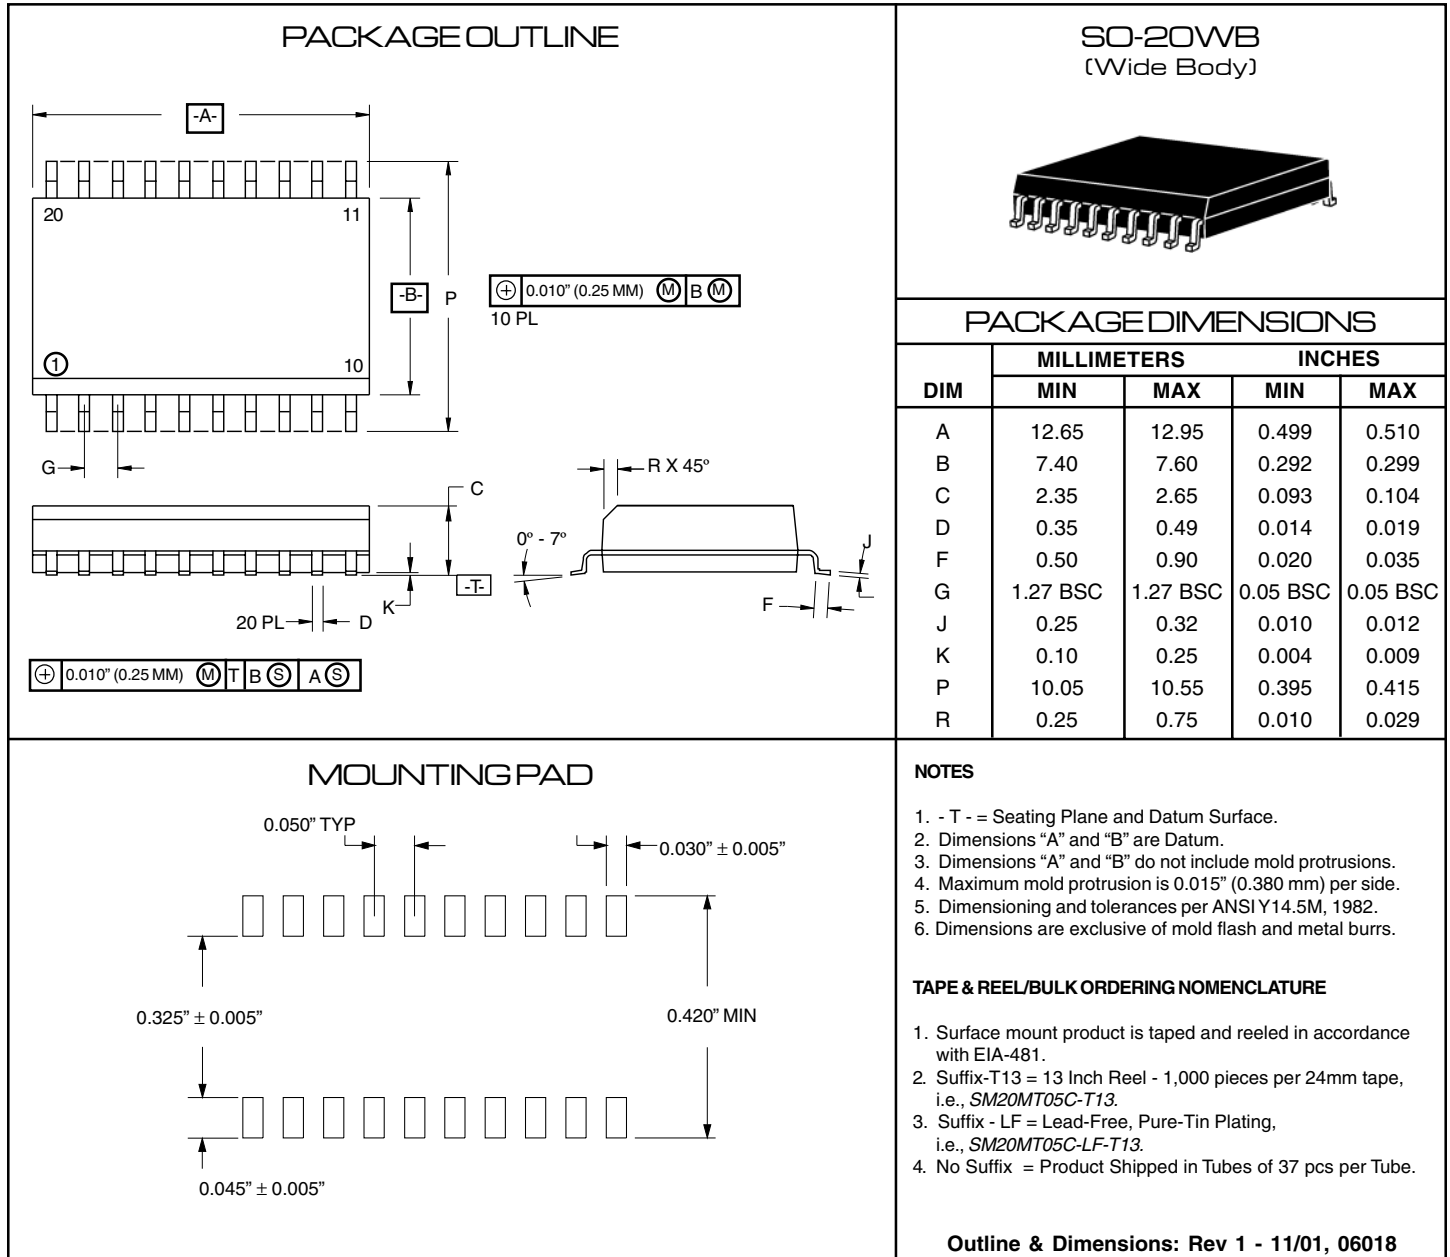 PACKAGE OUTLINE
-A-
20 11
-B- P
0.010” (0.25 MM) M B M
10 PL
1 10
G
C
R X 45º
0º - 7º
J
-T-
K
F
20 PL D
0.010” (0.25 MM) M T B S A S
SO-20WB
(Wide Body)
PACKAGE DIMENSIONS
MILLIMETERS INCHES
DIM MIN MAX MIN MAX
A 12.65 12.95 0.499 0.510
B 7.40 7.60 0.292 0.299
C 2.35 2.65 0.093 0.104
D 0.35 0.49 0.014 0.019
F 0.50 0.90 0.020 0.035
G 1.27 BSC 1.27 BSC 0.05 BSC 0.05 BSC
J 0.25 0.32 0.010 0.012
K 0.10 0.25 0.004 0.009
P 10.05 10.55 0.395 0.415
R 0.25 0.75 0.010 0.029
MOUNTING PAD
0.050” TYP
0.030” ± 0.005”
0.325” ± 0.005”
0.420” MIN
0.045” ± 0.005”
NOTES
1. - T - = Seating Plane and Datum Surface.
2. Dimensions “A” and “B” are Datum.
3. Dimensions “A” and “B” do not include mold protrusions.
4. Maximum mold protrusion is 0.015” (0.380 mm) per side.
5. Dimensioning and tolerances per ANSI Y14.5M, 1982.
6. Dimensions are exclusive of mold flash and metal burrs.
TAPE & REEL/BULK ORDERING NOMENCLATURE
1. Surface mount product is taped and reeled in accordance
with EIA-481.
2. Suffix-T13 = 13 Inch Reel - 1,000 pieces per 24mm tape,
i.e., SM20MT05C-T13.
3. Suffix - LF = Lead-Free, Pure-Tin Plating,
i.e., SM20MT05C-LF-T13.
4. No Suffix = Product Shipped in Tubes of 37 pcs per Tube.
Outline & Dimensions: Rev 1 - 11/01, 06018